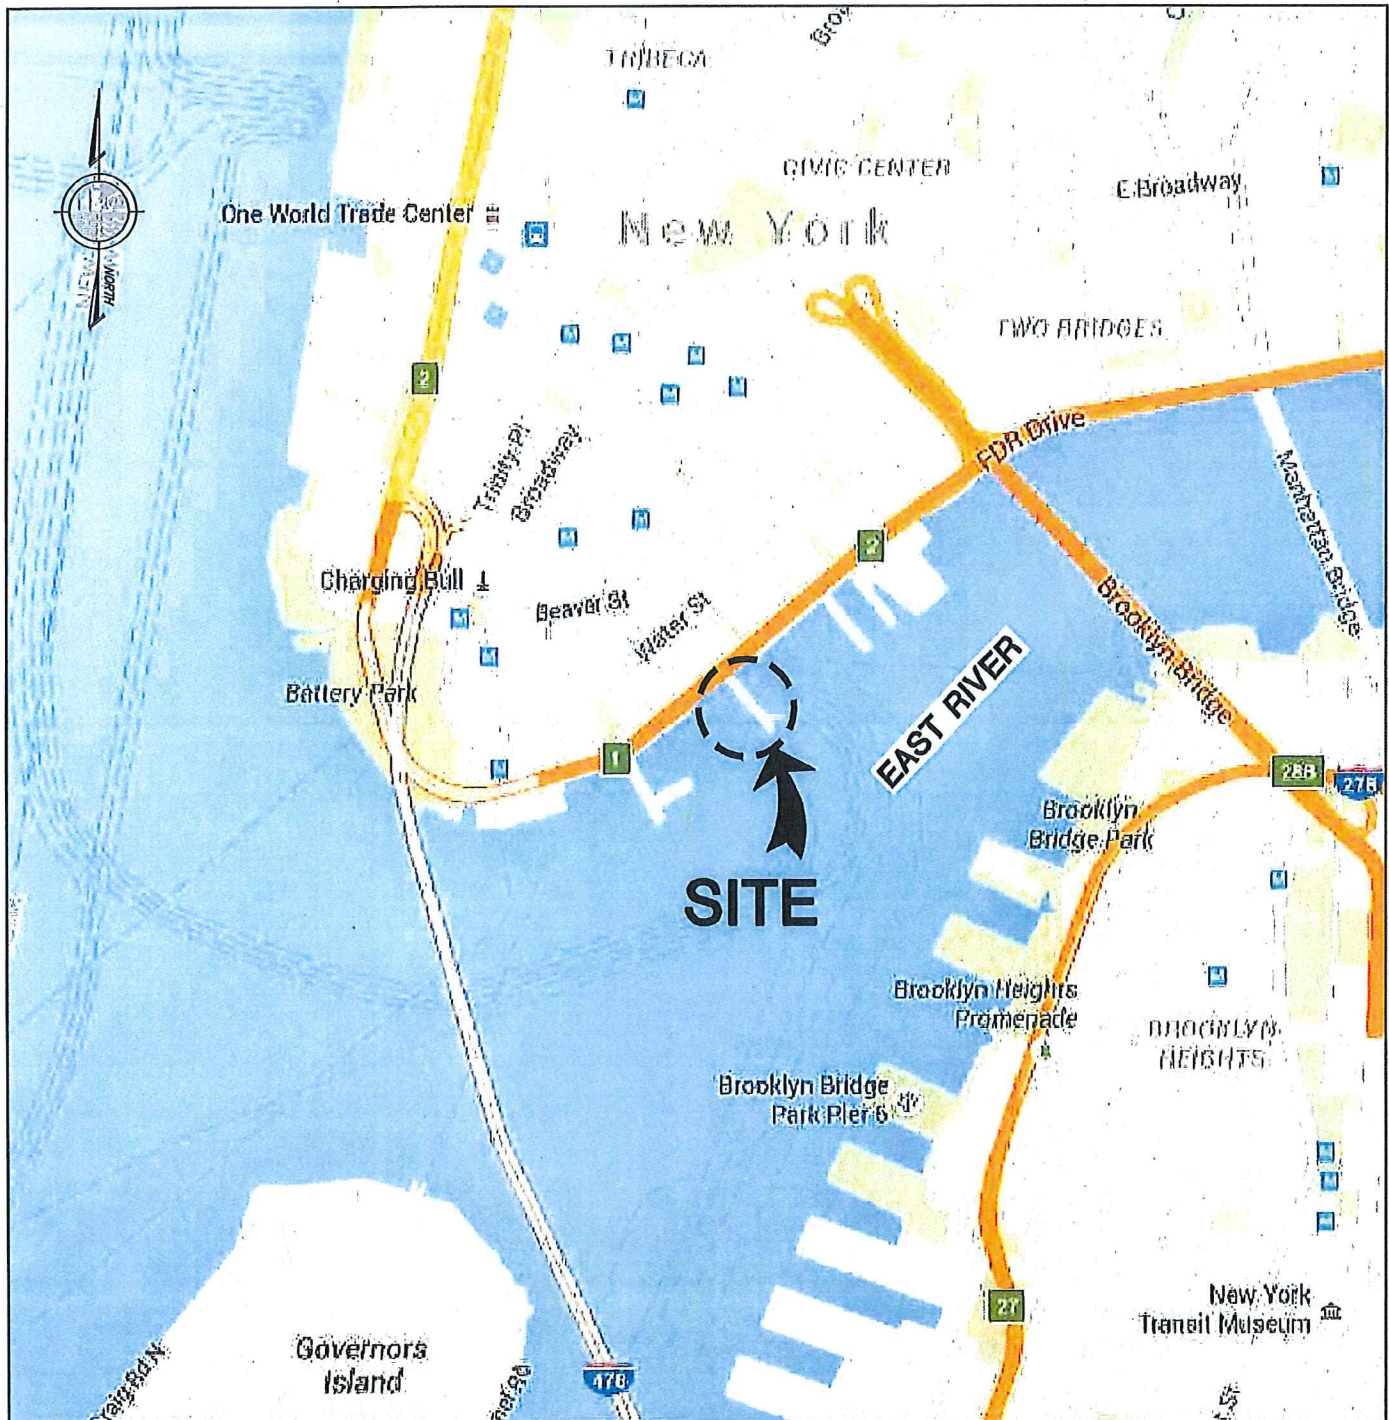 TRIBECA
CIVIC CENTER
E Broadway
One World Trade Center
New York
NORTH
TWO BRIDGES
2
FDR Drive
Trinity Pl
Broadway
Manhattan Bridge
2
Charging Bull
Beaver St
Water St
Brooklyn Bridge
Battery Park
EAST RIVER
1
28B
278
Brooklyn
Bridge Park
SITE
Brooklyn Heights
Promenade
BROOKLYN
HEIGHTS
Brooklyn Bridge
Park Pier 6
27
New York
Transit Museum
Governors
Island
478